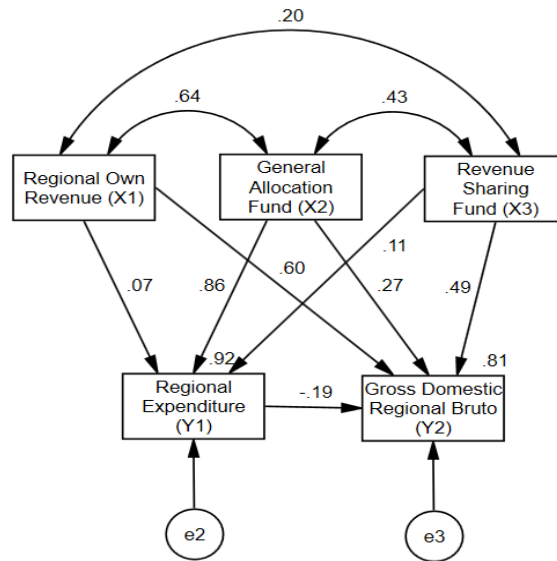 .20
.64
.43
Regional Own
Revenue (X1)
General
Allocation
Fund (X2)
Revenue
Sharing
Fund (X3)
.07
.86
.60
.11
.27
.49
.92
.81
Regional
Expenditure
(Y1)
-.19
Gross Domestic
Regional Bruto
(Y2)
e2
e3